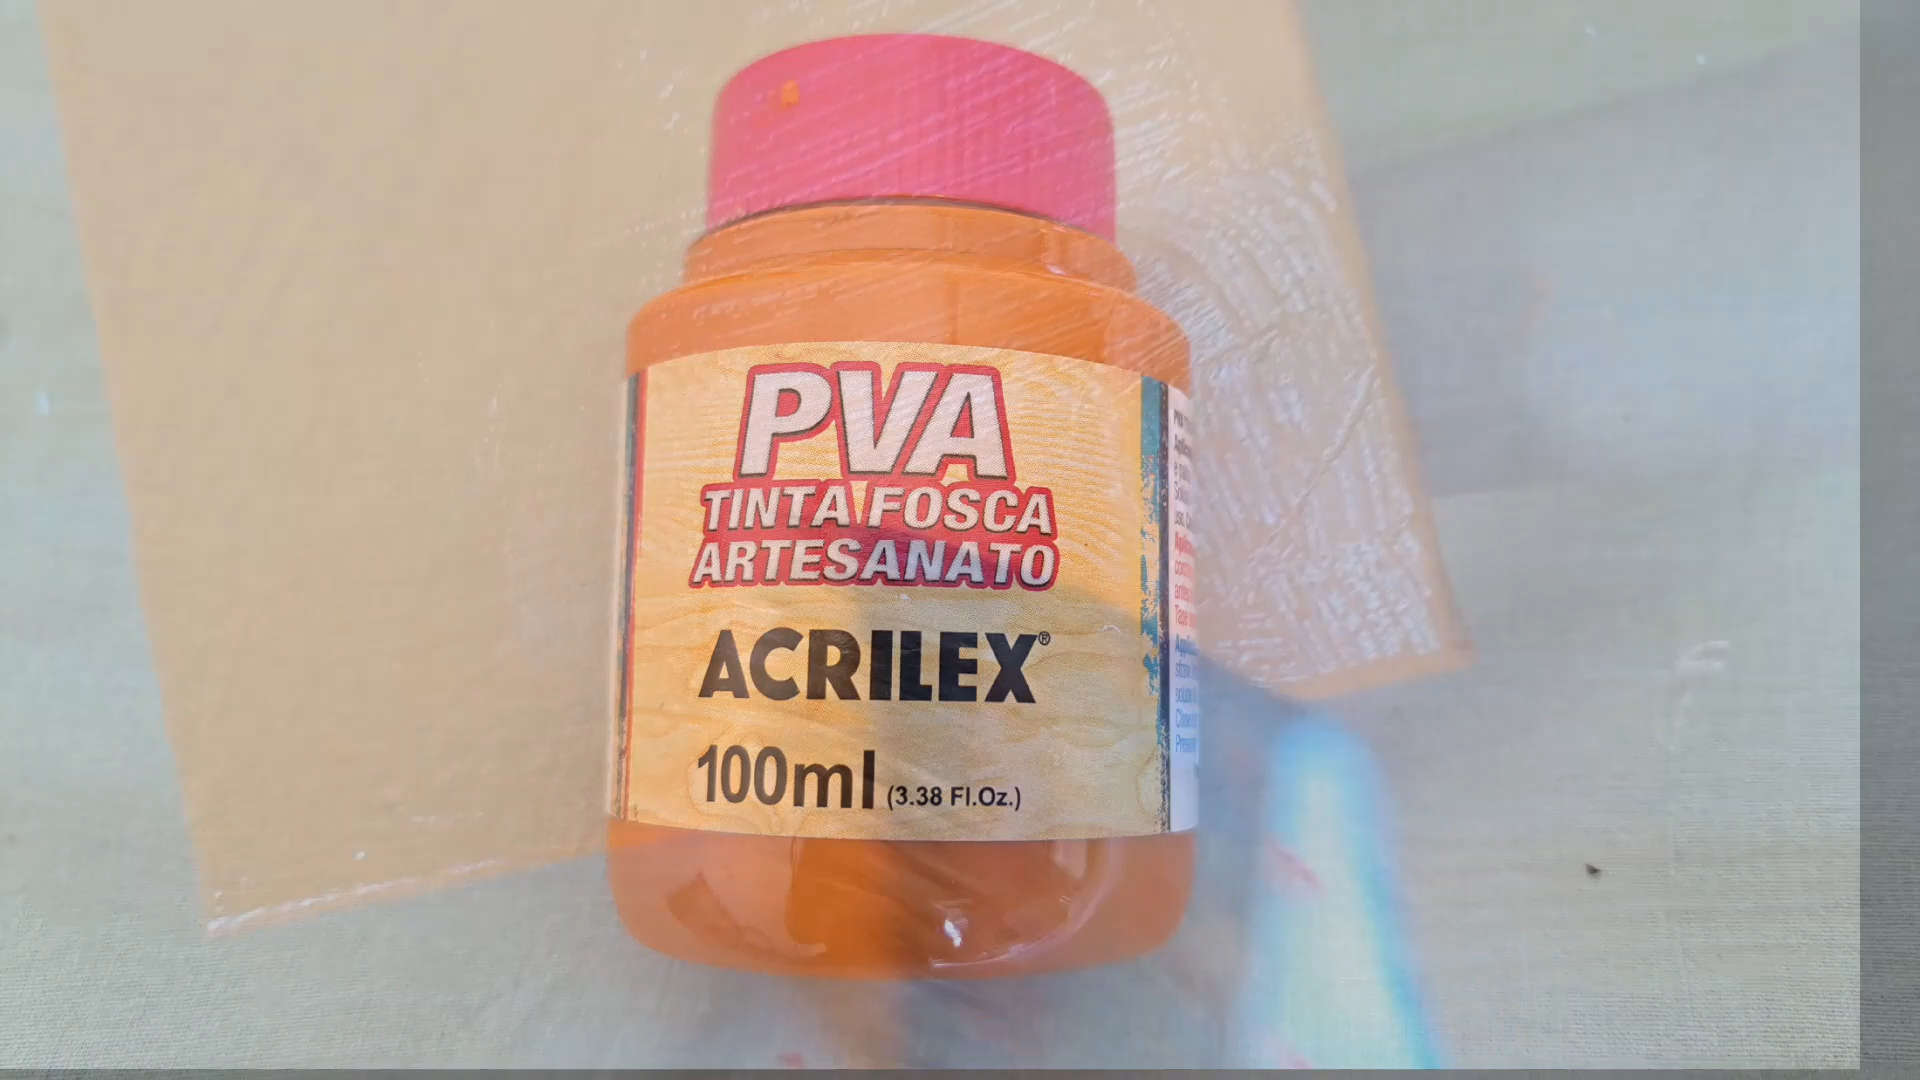 PVA
TINTA FOSCA
ARTESANATO
ACRILEX®
100ml (3.38 Fl.Oz.)